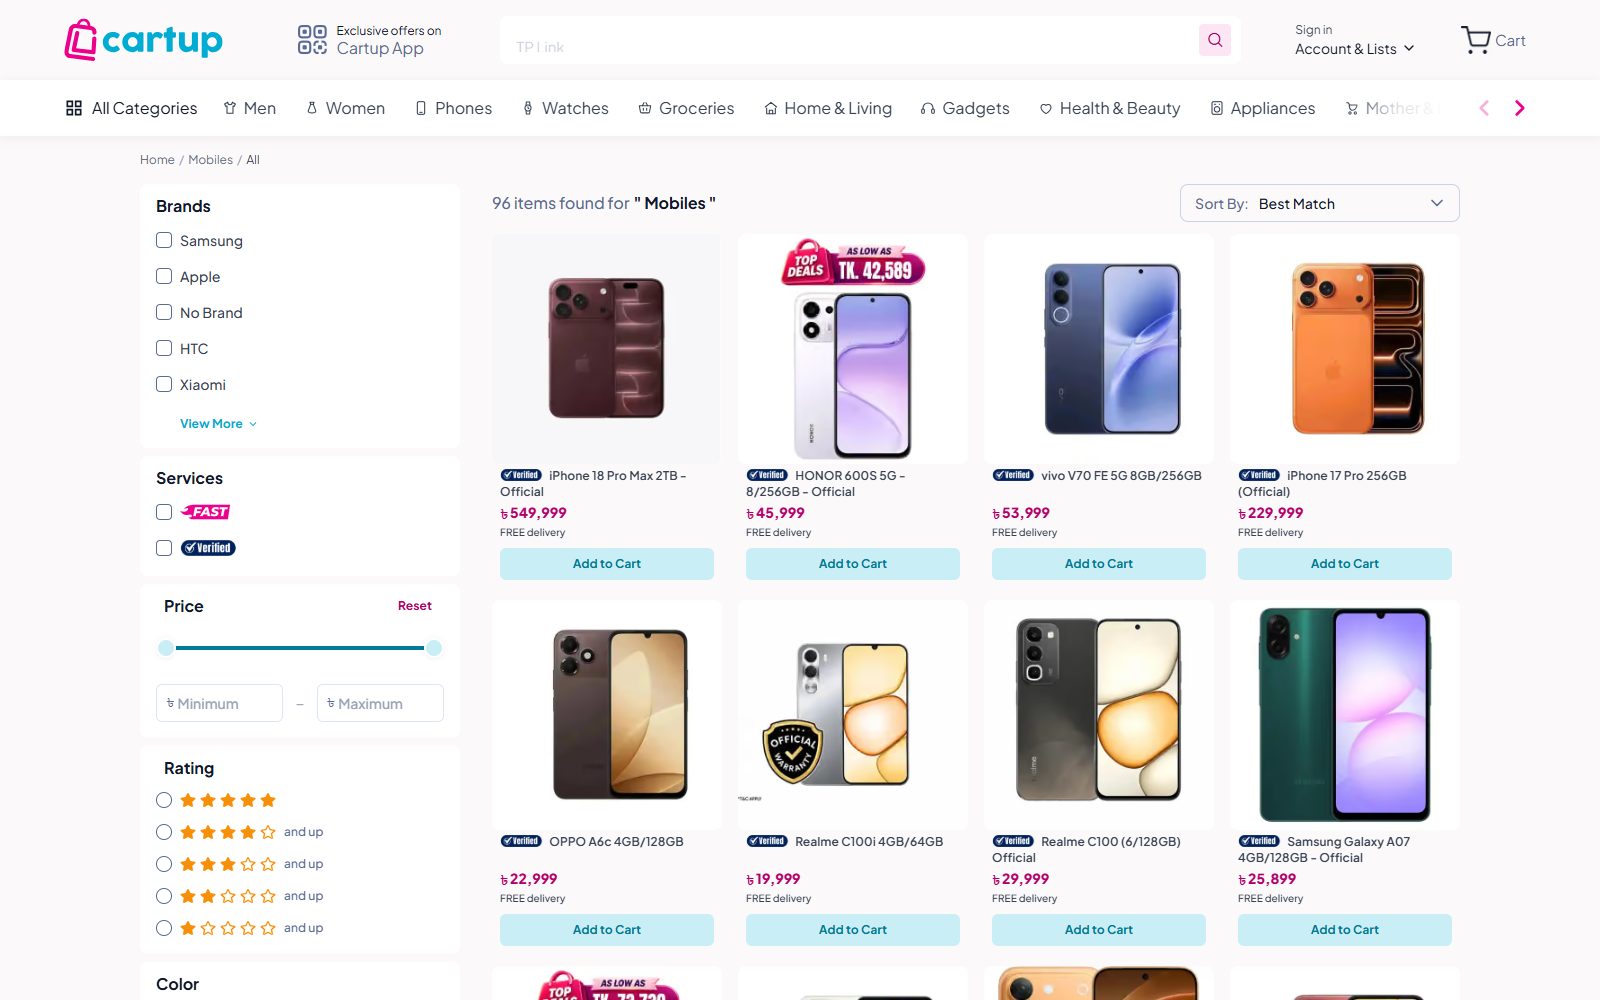 cartup
Exclusive offers on
Cartup App
TP Link
Sign in
Account & Lists
Cart
All Categories
Men
Women
Phones
Watches
Groceries
Home & Living
Gadgets
Health & Beauty
Appliances
Mother &
Home / Mobiles / All
Brands
Samsung
Apple
No Brand
HTC
Xiaomi
View More
Services
FAST
Verified
Price
Reset
৳ Minimum
–
৳ Maximum
Rating
and up
and up
and up
and up
Color
96 items found for " Mobiles "
Sort By: Best Match
Verified iPhone 18 Pro Max 2TB -
Official
৳ 549,999
FREE delivery
Add to Cart
TOP DEALS
AS LOW AS
TK. 42,589
HONOR
Verified HONOR 600S 5G -
8/256GB - Official
৳ 45,999
FREE delivery
Add to Cart
vivo
Verified vivo V70 FE 5G 8GB/256GB
৳ 53,999
FREE delivery
Add to Cart
Verified iPhone 17 Pro 256GB
(Official)
৳ 229,999
FREE delivery
Add to Cart
Verified OPPO A6c 4GB/128GB
৳ 22,999
FREE delivery
Add to Cart
OFFICIAL
WARRANTY
*T&C APPLY
Verified Realme C100i 4GB/64GB
৳ 19,999
FREE delivery
Add to Cart
realme
Verified Realme C100 (6/128GB)
Official
৳ 29,999
FREE delivery
Add to Cart
SAMSUNG
Verified Samsung Galaxy A07
4GB/128GB - Official
৳ 25,899
FREE delivery
Add to Cart
TOP
AS LOW AS